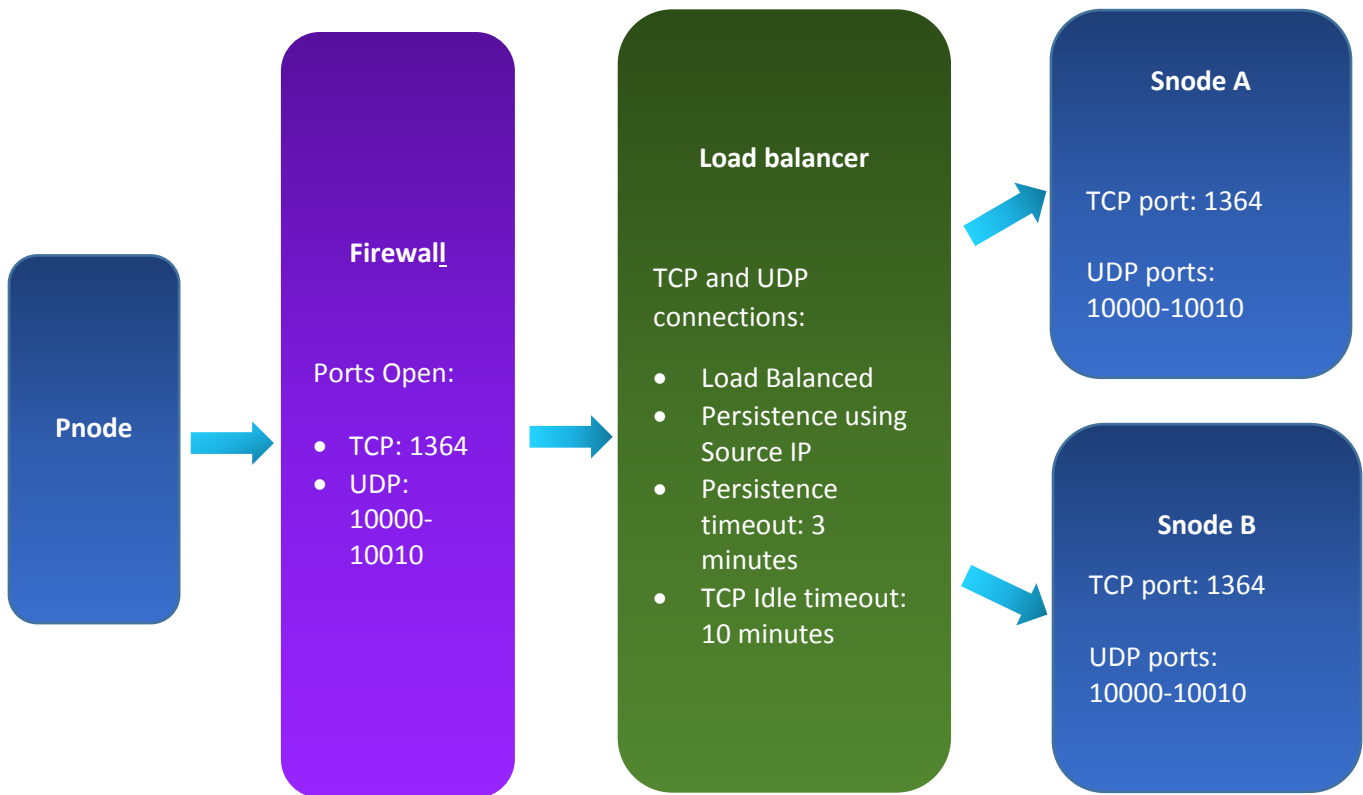 Pnode
Firewall
Ports Open:
• TCP: 1364
• UDP:
10000-
10010
Load balancer
TCP and UDP
connections:
• Load Balanced
• Persistence using
Source IP
• Persistence
timeout: 3
minutes
• TCP Idle timeout:
10 minutes
Snode A
TCP port: 1364
UDP ports:
10000-10010
Snode B
TCP port: 1364
UDP ports:
10000-10010